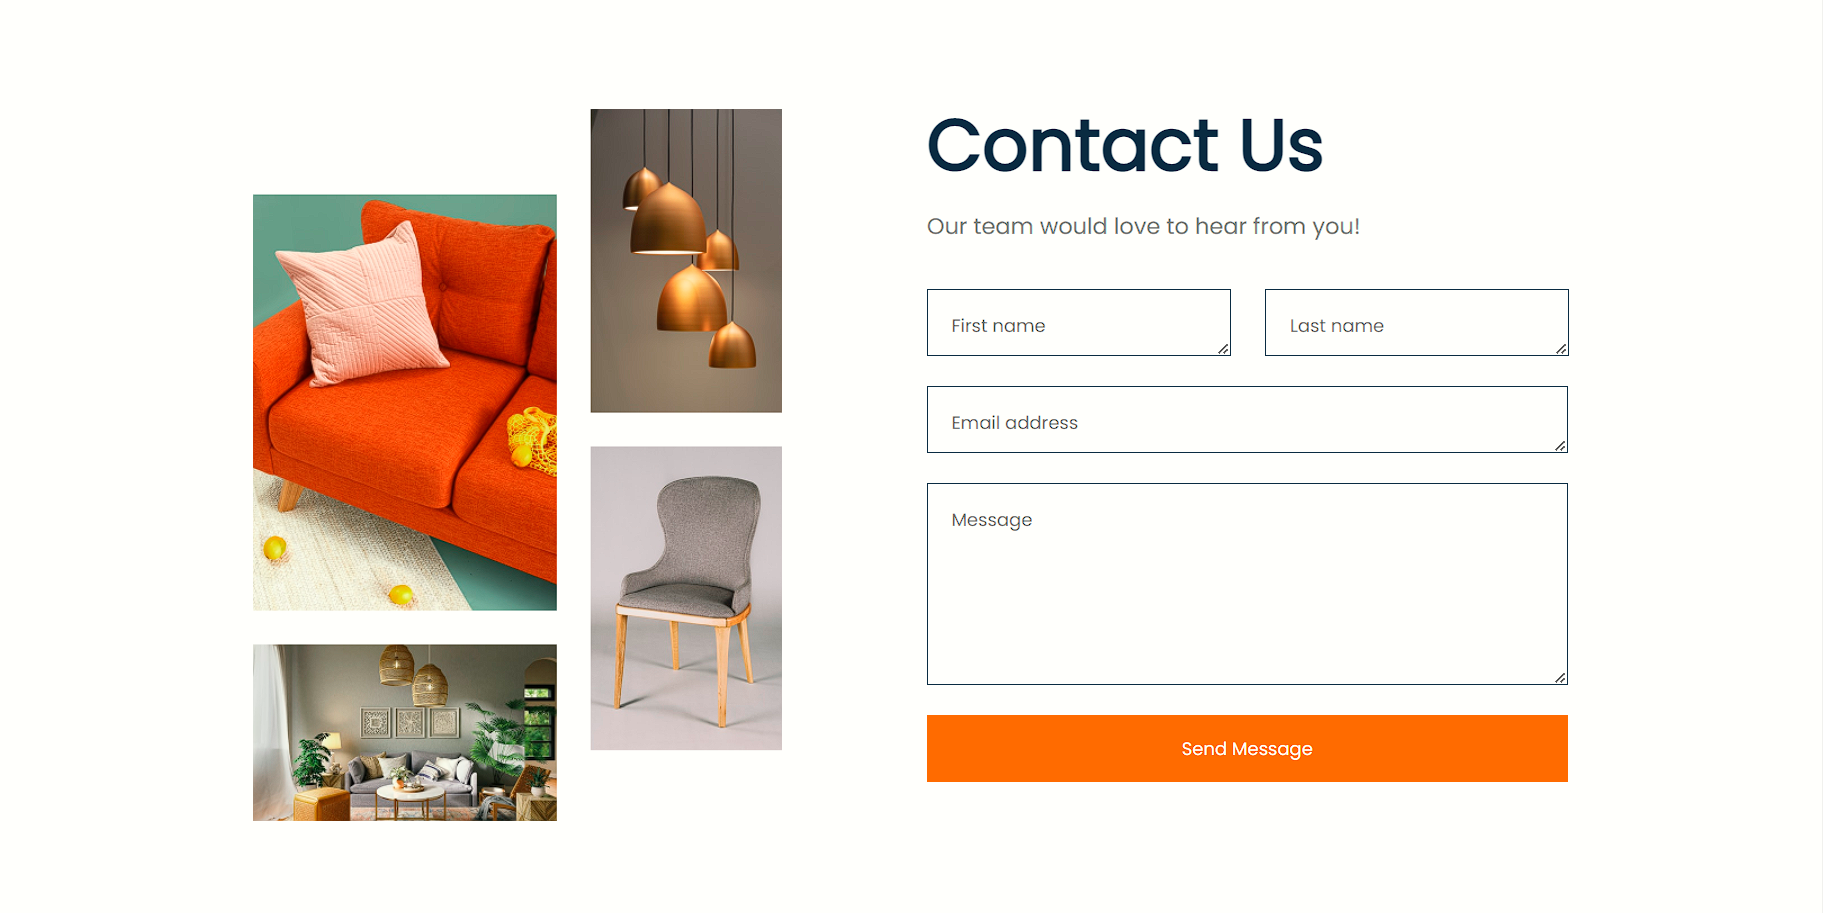 Contact Us
Our team would love to hear from you!
First name
Last name
Email address
Message
Send Message